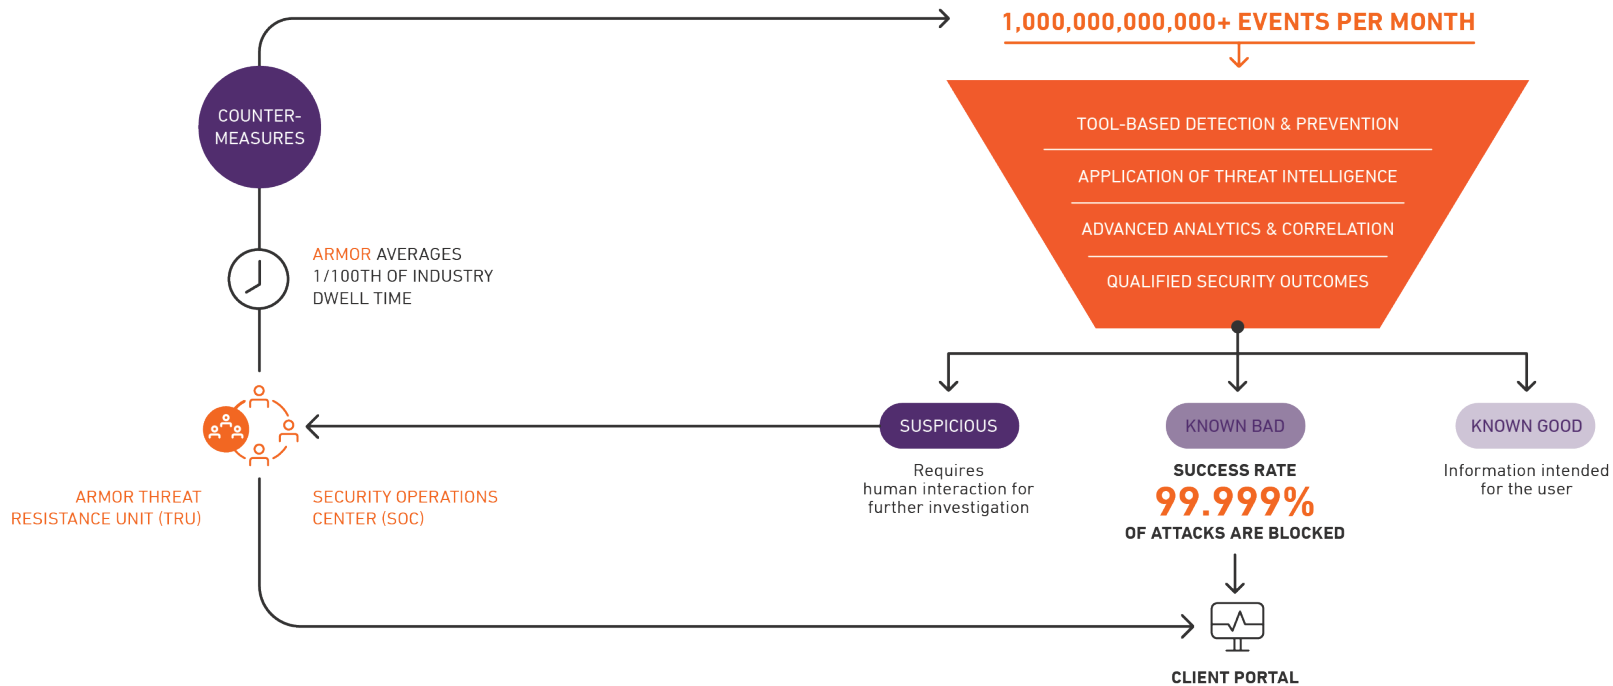 1,000,000,000,000+ EVENTS PER MONTH
COUNTER-
MEASURES
TOOL-BASED DETECTION & PREVENTION
APPLICATION OF THREAT INTELLIGENCE
ADVANCED ANALYTICS & CORRELATION
QUALIFIED SECURITY OUTCOMES
ARMOR AVERAGES
1/100TH OF INDUSTRY
DWELL TIME
SUSPICIOUS
Requires
human interaction for
further investigation
KNOWN BAD
SUCCESS RATE
99.999%
OF ATTACKS ARE BLOCKED
KNOWN GOOD
Information intended
for the user
ARMOR THREAT
RESISTANCE UNIT (TRU)
SECURITY OPERATIONS
CENTER (SOC)
CLIENT PORTAL